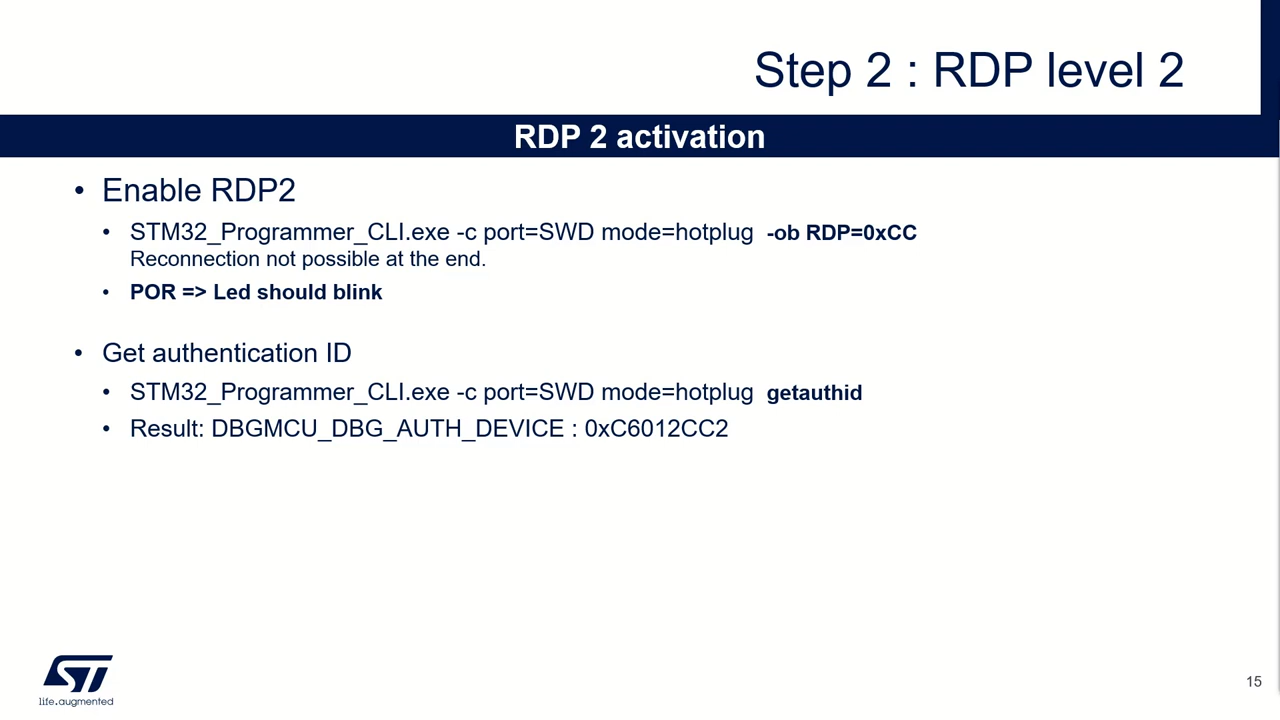 Step 2 : RDP level 2
RDP 2 activation
• Enable RDP2
• STM32_Programmer_CLI.exe -c port=SWD mode=hotplug -ob RDP=0xCC
Reconnection not possible at the end.
• POR => Led should blink
• Get authentication ID
• STM32_Programmer_CLI.exe -c port=SWD mode=hotplug getauthid
• Result: DBGMCU_DBG_AUTH_DEVICE : 0xC6012CC2
ST
life.augmented
15